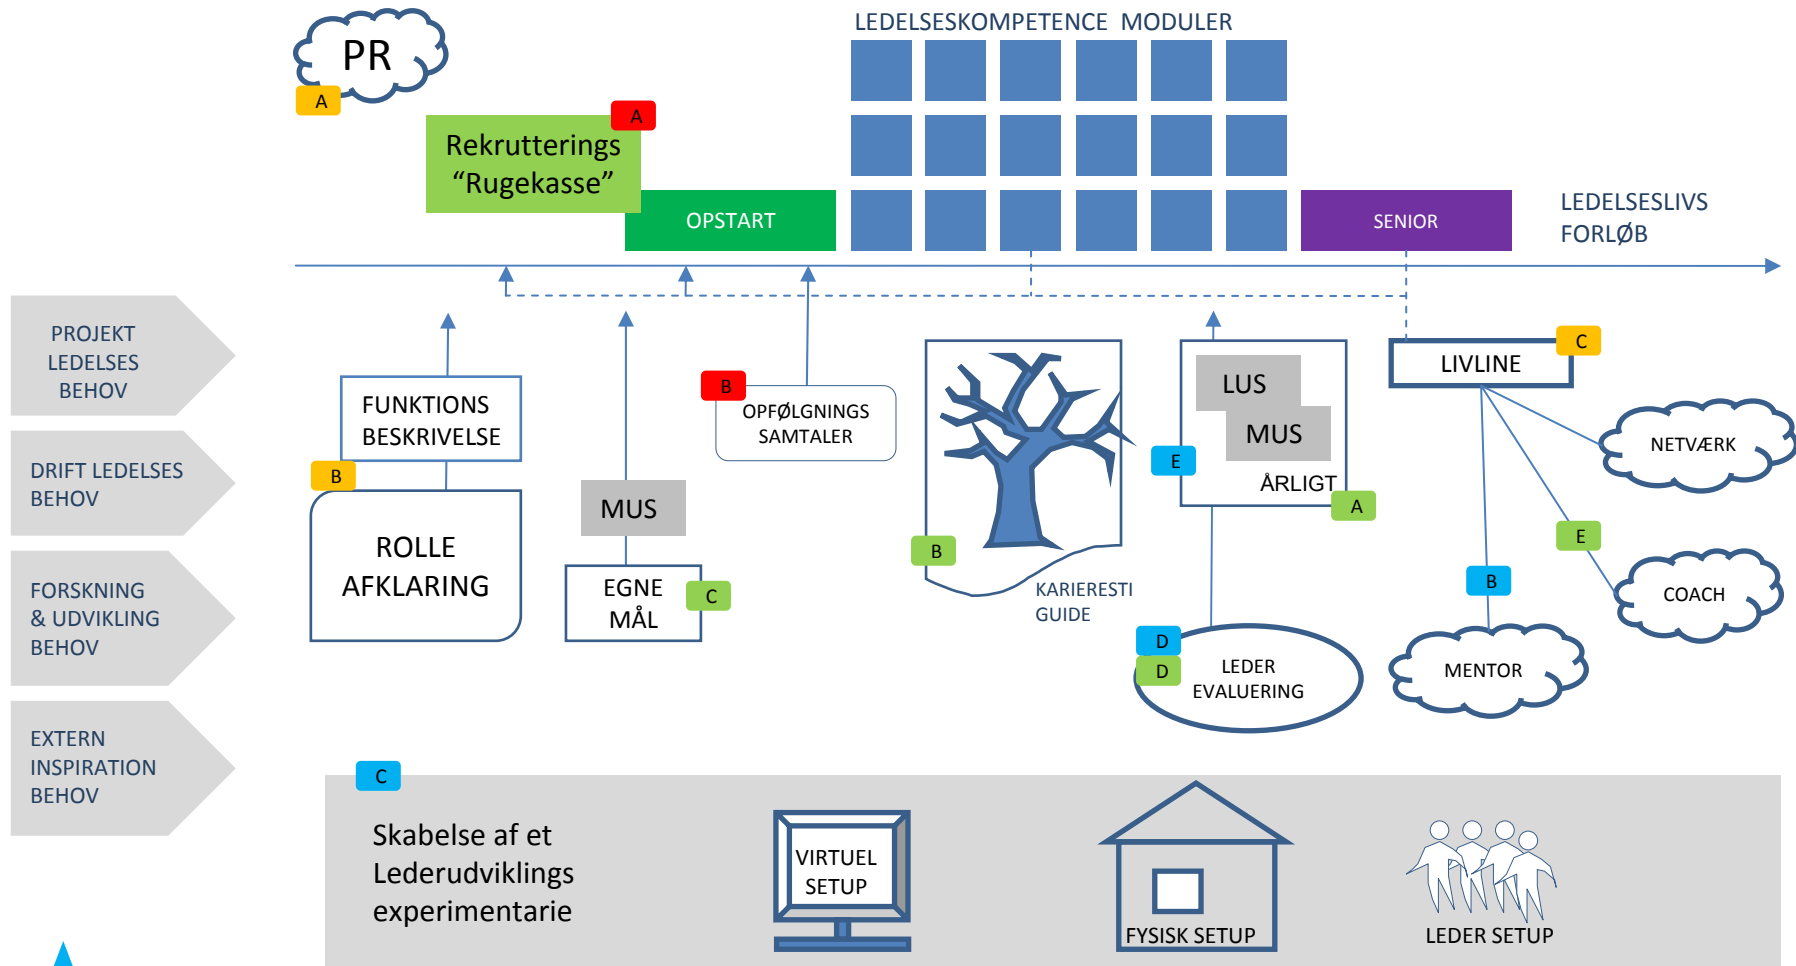 PR
A
LEDELSESKOMPETENCE MODULER
A
Rekrutterings
“Rugekasse”
OPSTART
SENIOR
LEDELSESLIVS
FORLØB
PROJEKT
LEDELSES
BEHOV
DRIFT LEDELSES
BEHOV
FORSKNING
& UDVIKLING
BEHOV
EXTERN
INSPIRATION
BEHOV
FUNKTIONS
BESKRIVELSE
B
ROLLE
AFKLARING
MUS
EGNE
MÅL
C
B
OPFØLGNINGS
SAMTALER
B
KARIERESTI
GUIDE
LUS
MUS
E
ÅRLIGT
A
D
D
LEDER
EVALUERING
C
LIVLINE
NETVÆRK
E
COACH
B
MENTOR
C
Skabelse af et
Lederudviklings
experimentarie
VIRTUEL
SETUP
FYSISK SETUP
LEDER SETUP